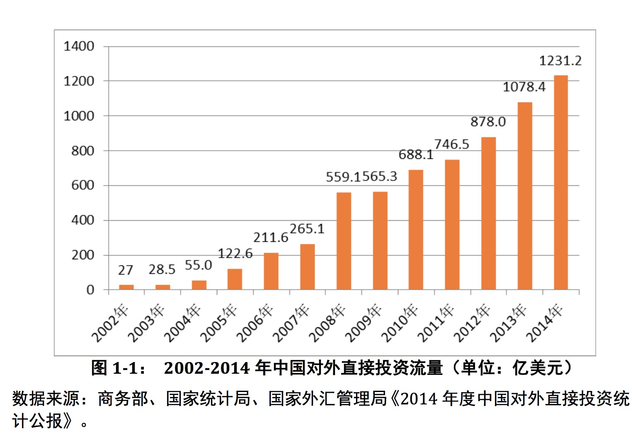 1400
1200
1000
800
600
400
200
0
27
28.5
55.0
122.6
211.6
265.1
559.1
565.3
688.1
746.5
878.0
1078.4
1231.2
2002年
2003年
2004年
2005年
2006年
2007年
2008年
2009年
2010年
2011年
2012年
2013年
2014年
图 1-1： 2002-2014 年中国对外直接投资流量（单位：亿美元）
数据来源：商务部、国家统计局、国家外汇管理局《2014 年度中国对外直接投资统
计公报》。